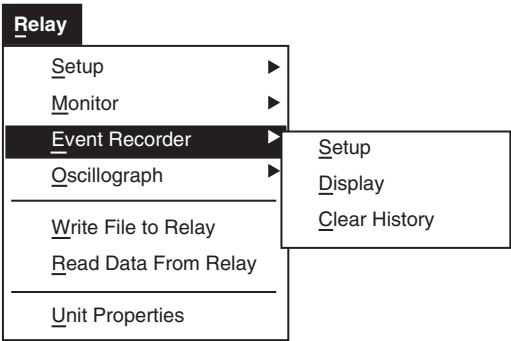 Relay
Setup
Monitor
Event Recorder
Oscillograph
Write File to Relay
Read Data From Relay
Unit Properties
Setup
Display
Clear History